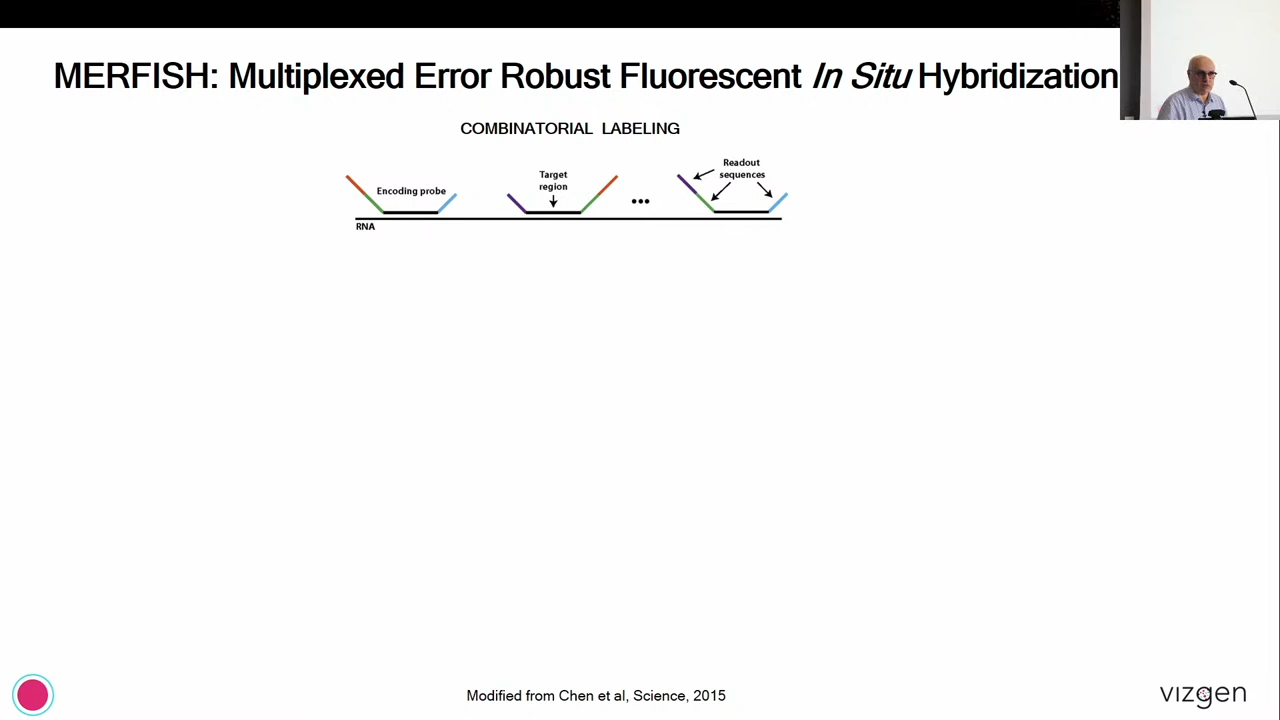 MERFISH: Multiplexed Error Robust Fluorescent In Situ Hybridization
COMBINATORIAL LABELING
Encoding probe
Target
region
•••
Readout
sequences
RNA
Modified from Chen et al, Science, 2015
vizgen